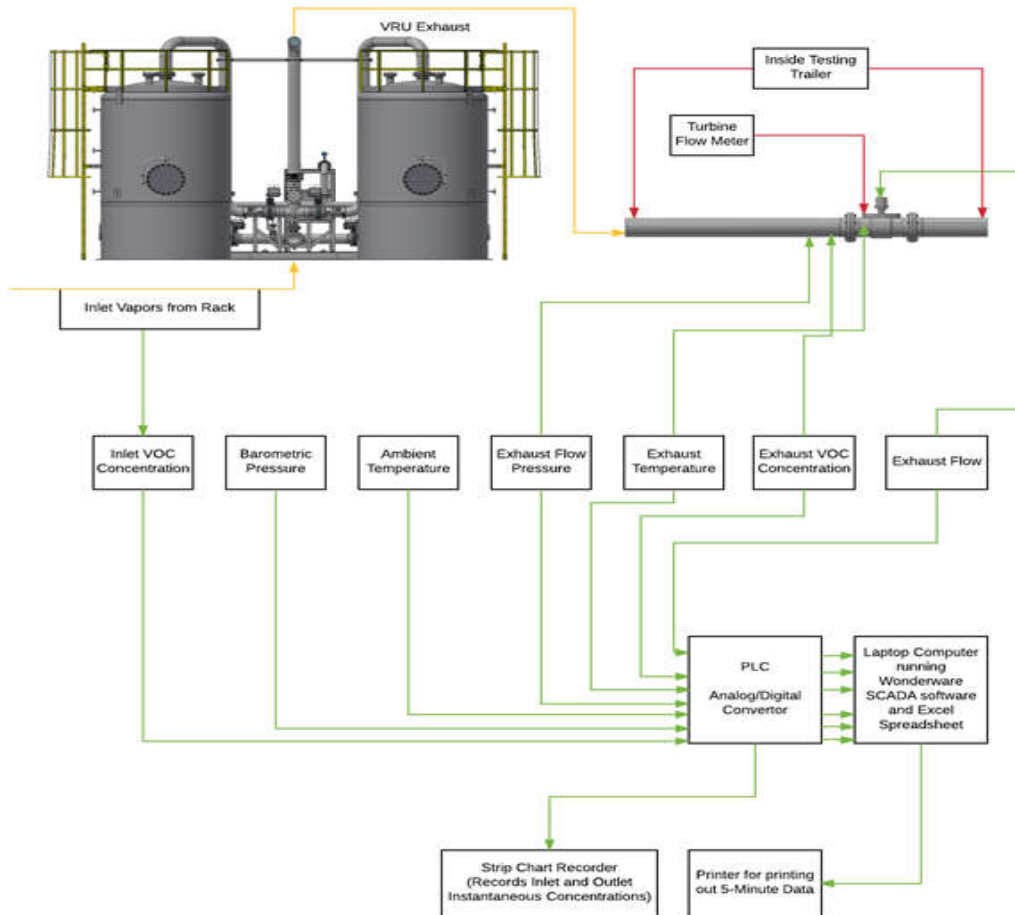 VRU Exhaust
Inside Testing
Trailer
Turbine
Flow Meter
Inlet Vapors from Rack
Inlet VOC
Concentration
Barometric
Pressure
Ambient
Temperature
Exhaust Flow
Pressure
Exhaust
Temperature
Exhaust VOC
Concentration
Exhaust Flow
PLC
Analog/Digital
Convertor
Laptop Computer
running
Wonderware
SCADA software
and Excel
Spreadsheet
Strip Chart Recorder
(Records Inlet and Outlet
Instantaneous Concentrations)
Printer for printing
out 5-Minute Data